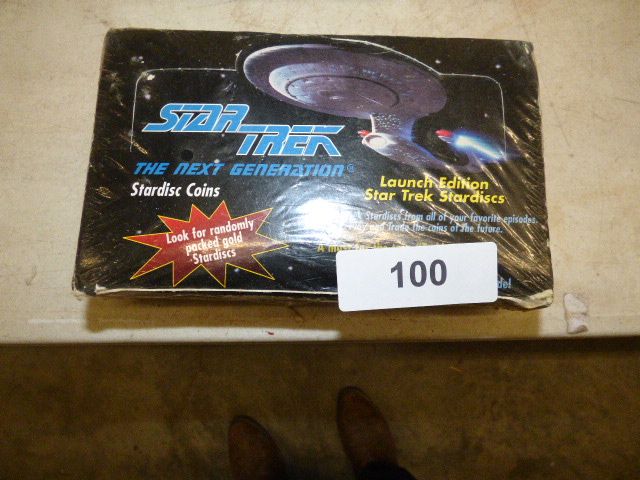 STAR TREK
THE NEXT GENERATION
Stardisc Coins
Look for randomly
packed gold
Stardiscs
Launch Edition
Star Trek Stardiscs
Stardiscs from all of your favorite episodes.
and Trade the coins of the future.
A
100